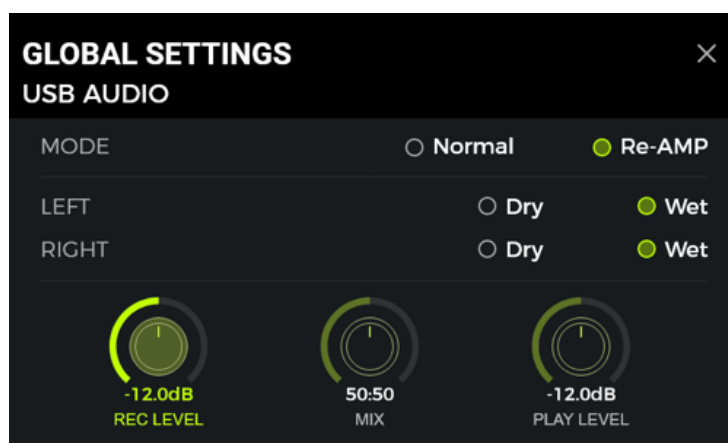 GLOBAL SETTINGS
USB AUDIO
MODE Normal Re-AMP
LEFT Dry Wet
RIGHT Dry Wet
-12.0dB 50:50 -12.0dB
REC LEVEL MIX PLAY LEVEL